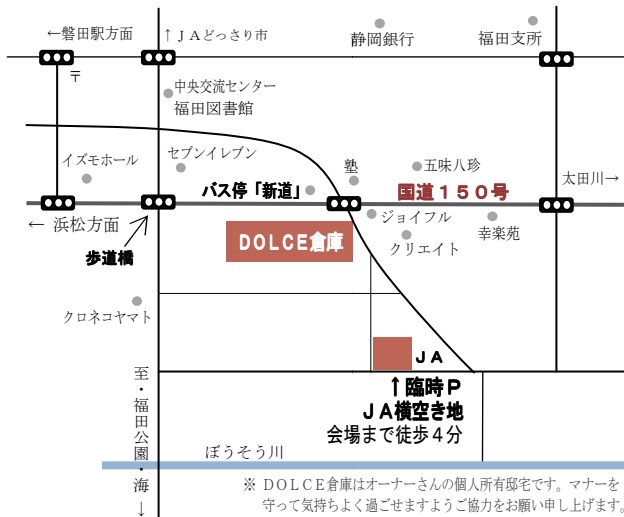 ←磐田駅方面
↑ＪＡどっさり市
静岡銀行
福田支所
〒
中央交流センター
福田図書館
イズモホール
セブンイレブン
塾
五味八珍
太田川→
バス停「新道」
国道１５０号
← 浜松方面
ジョイフル
幸楽苑
DOLCE倉庫
クリエイト
歩道橋
クロネコヤマト
ＪＡ
至・福田公園・海 →
↑臨時Ｐ
ＪＡ横空き地
会場まで徒歩４分
ぼうそう川
※ ＤＯＬＣＥ倉庫はオーナーさんの個人所有邸宅です。マナーを
守って気持ちよく過ごせますようご協力をお願い申し上げます。